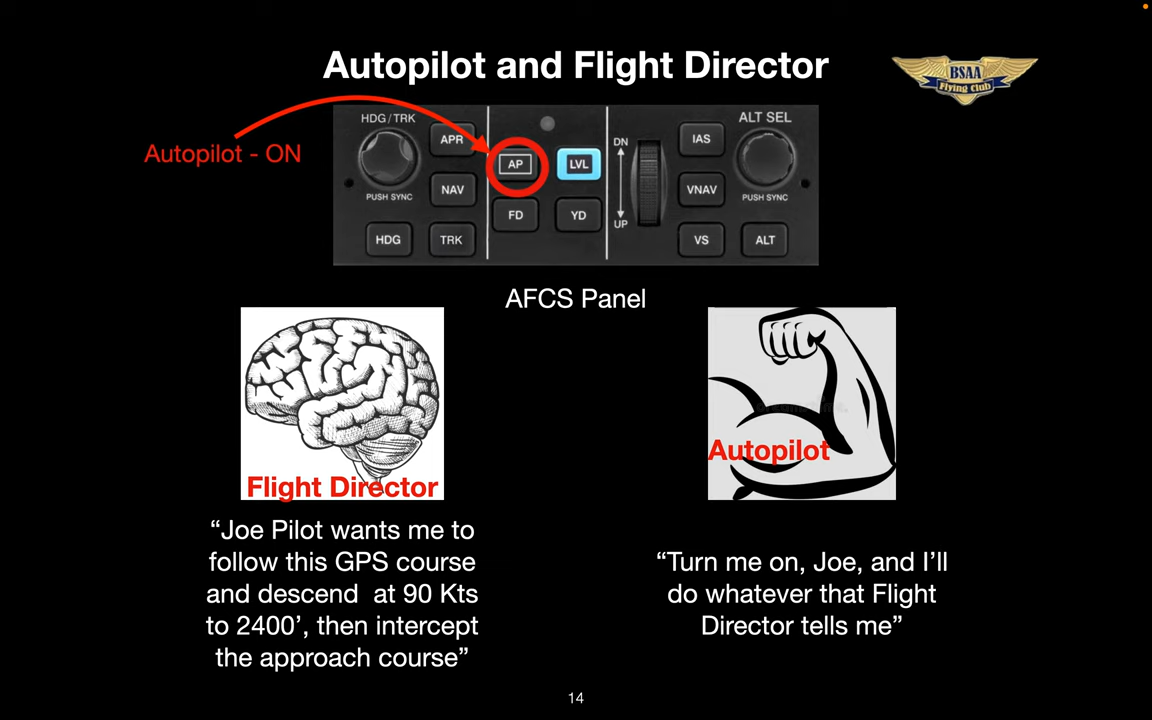 Autopilot and Flight Director
BSAA
Flying Club
Autopilot - ON
HDG/TRK
APR
PUSH SYNC
NAV
HDG
TRK
AP
LVL
FD
YD
DN
UP
IAS
VNAV
VS
ALT SEL
PUSH SYNC
ALT
AFCS Panel
Flight Director
“Joe Pilot wants me to
follow this GPS course
and descend  at 90 Kts
to 2400’, then intercept
the approach course”
Autopilot
“Turn me on, Joe, and I’ll
do whatever that Flight
Director tells me”
14